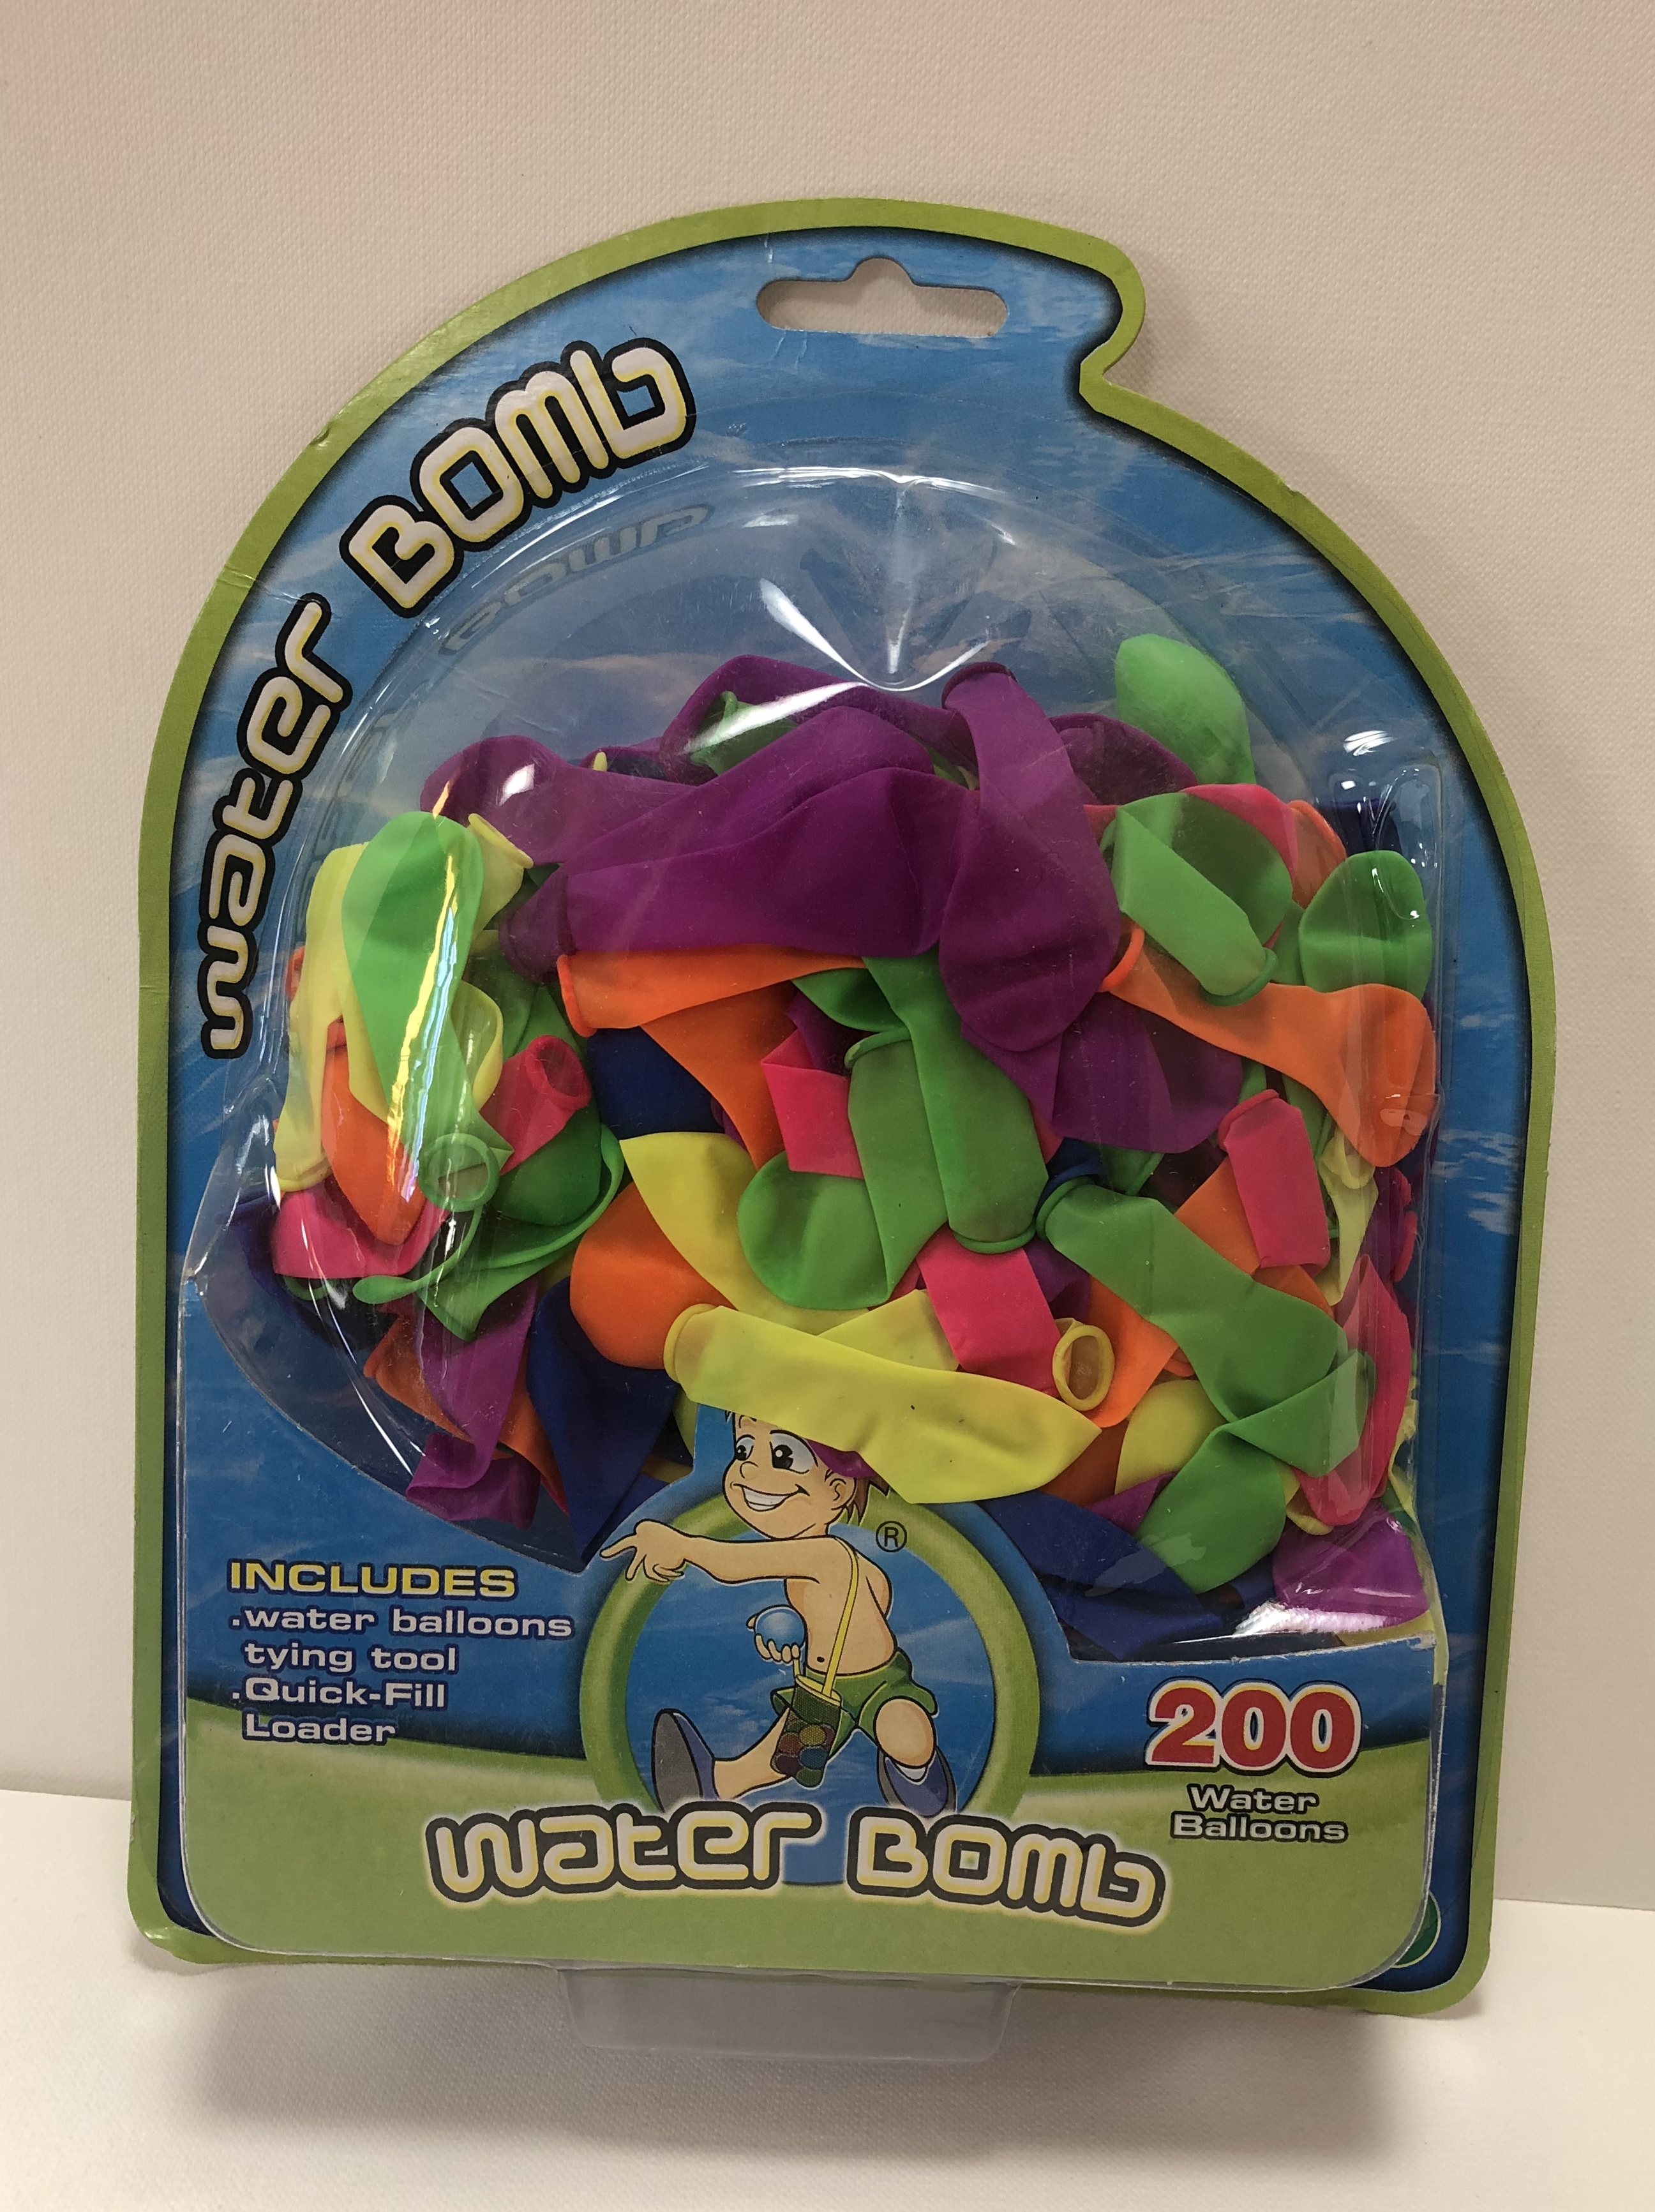 water Bomb
INCLUDES
.water balloons
tying tool
.Quick-Fill
Loader
®
200
Water
Balloons
water Bomb